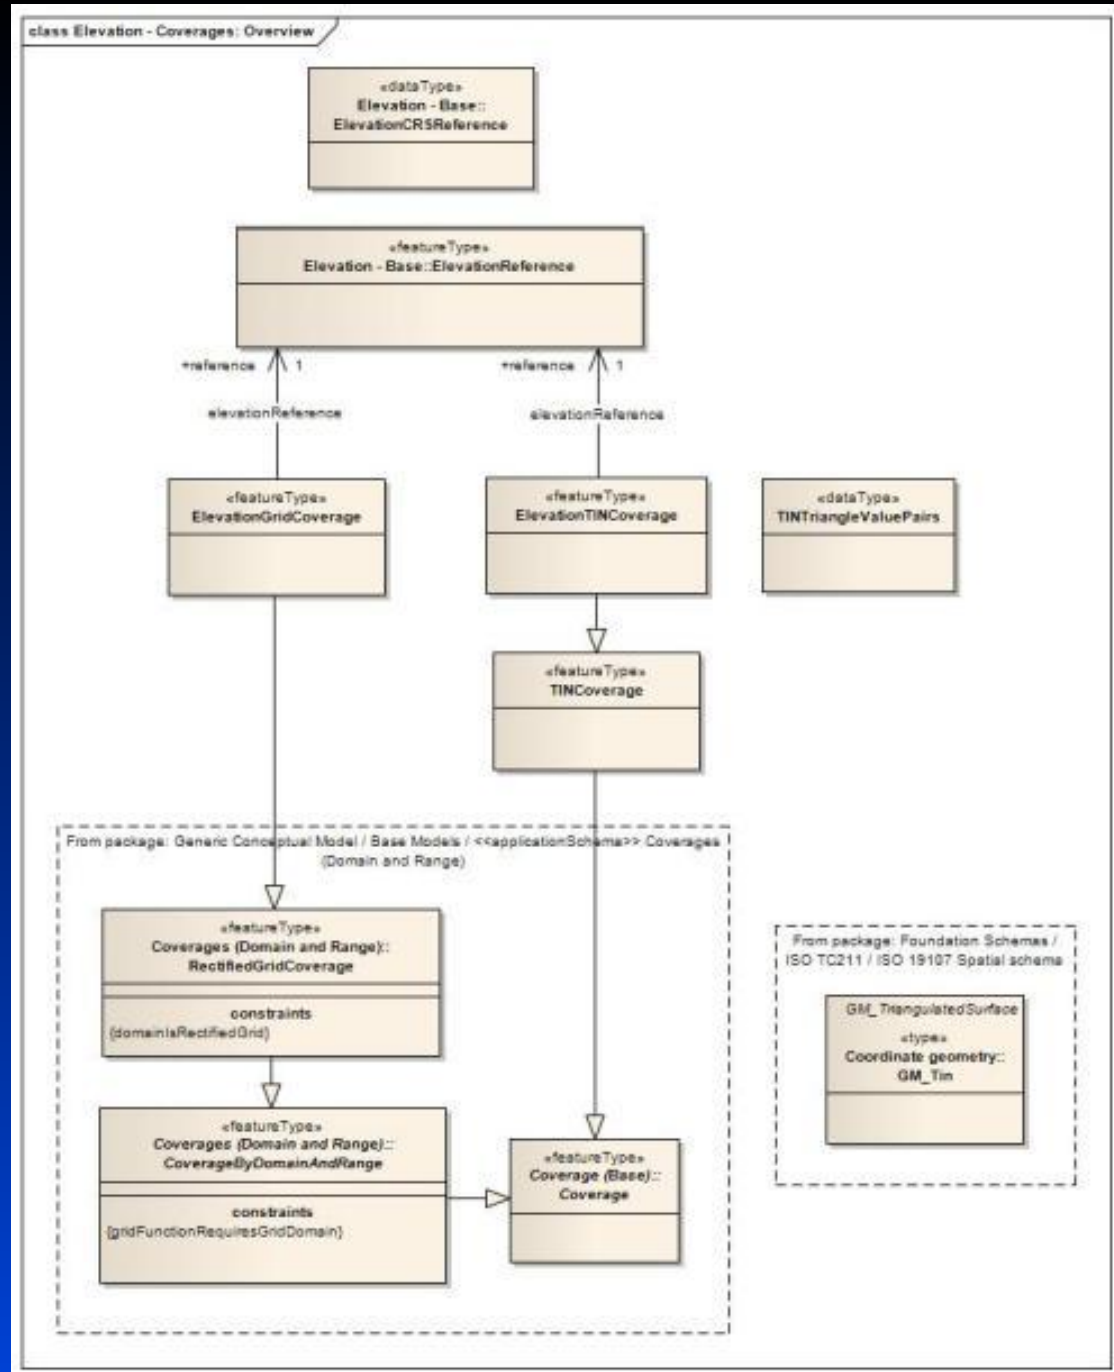 class Elevation - Coverages: Overview
«dataType»
Elevation - Base::
ElevationCRSReference
«featureType»
Elevation - Base::ElevationReference
+reference 1
+reference 1
elevationReference
elevationReference
«featureType»
ElevationGridCoverage
«featureType»
ElevationTINCoverage
«dataType»
TINTriangleValuePairs
«featureType»
TINCoverage
From package: Generic Conceptual Model / Base Models / <<applicationSchema>> Coverages
(Domain and Range)
«featureType»
Coverages (Domain and Range)::
RectifiedGridCoverage
constraints
{domainIsRectifiedGrid}
«featureType»
Coverages (Domain and Range)::
CoverageByDomainAndRange
constraints
{gridFunctionRequiresGridDomain}
«featureType»
Coverage (Base)::
Coverage
From package: Foundation Schemas /
ISO TC211 / ISO 19107 Spatial schema
GM_TriangulatedSurface
«type»
Coordinate geometry::
GM_Tin